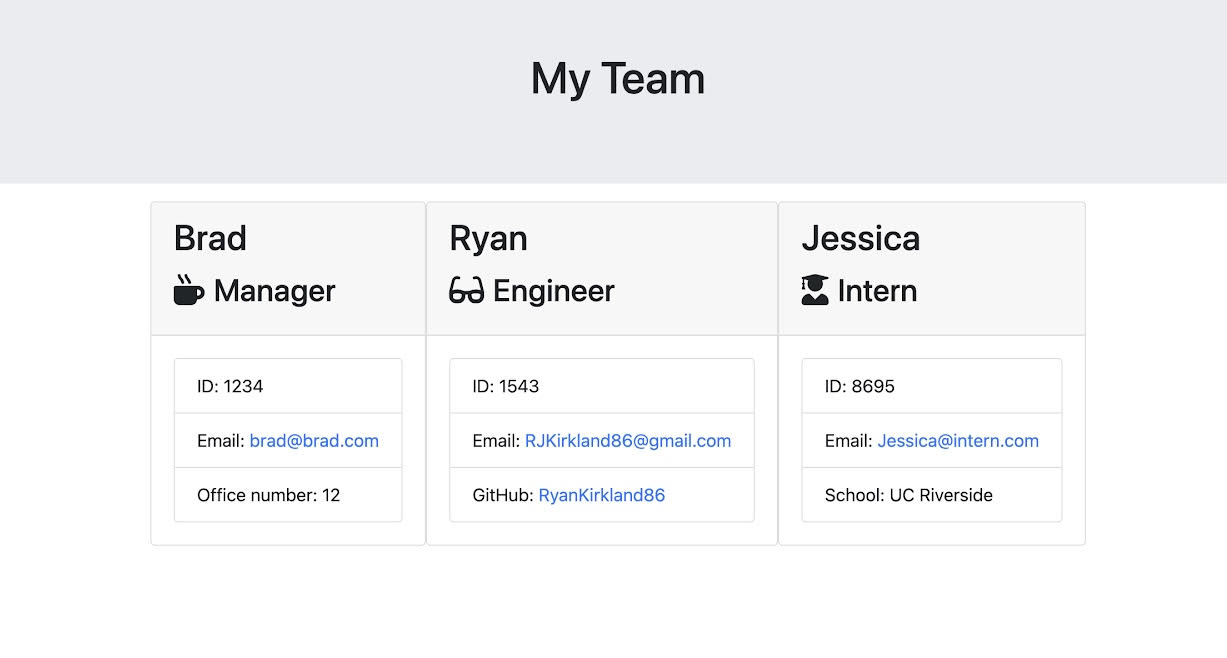 My Team
Brad
Manager
ID: 1234
Email: brad@brad.com
Office number: 12
Ryan
Engineer
ID: 1543
Email: RJKirkland86@gmail.com
GitHub: RyanKirkland86
Jessica
Intern
ID: 8695
Email: Jessica@intern.com
School: UC Riverside